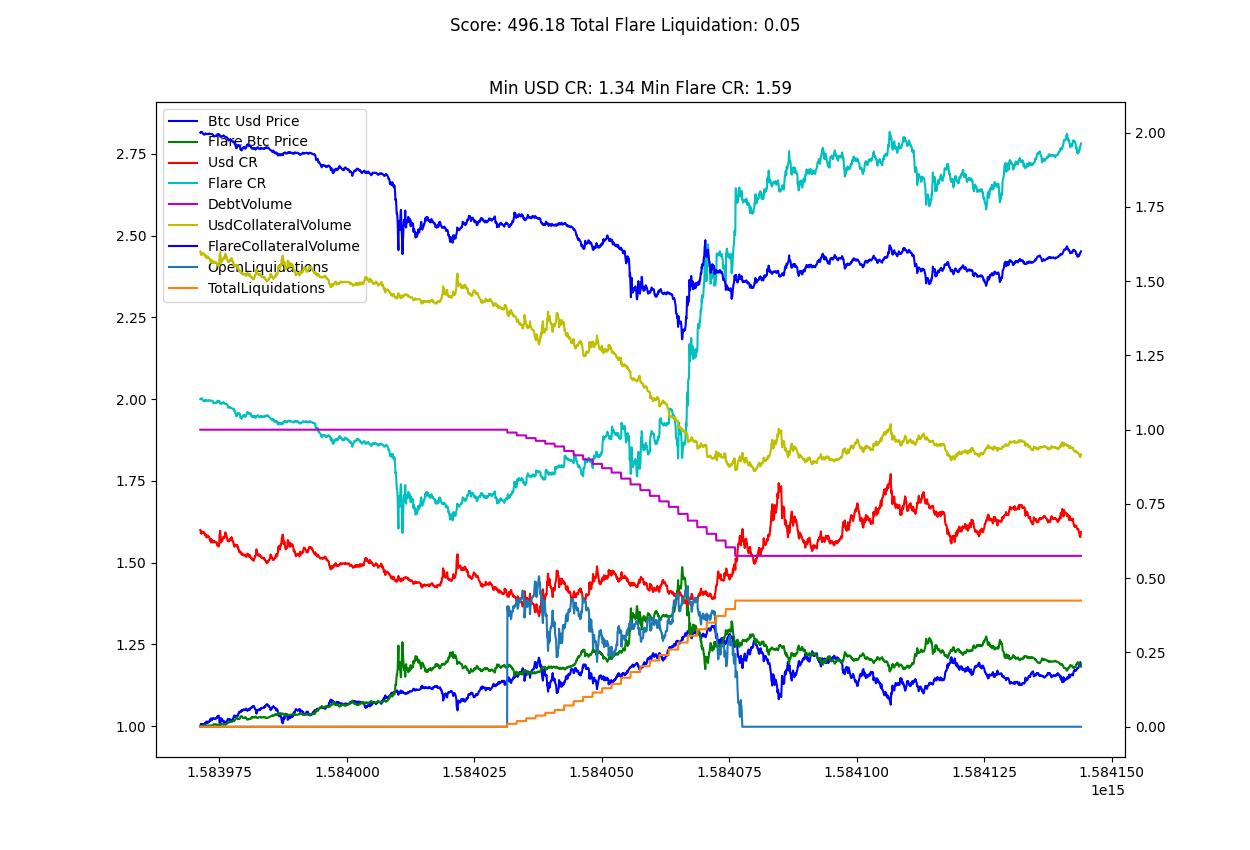 Score: 496.18 Total Flare Liquidation: 0.05
Min USD CR: 1.34 Min Flare CR: 1.59
Btc Usd Price
Flare Btc Price
Usd CR
Flare CR
DebtVolume
UsdCollateralVolume
FlareCollateralVolume
OpenLiquidations
TotalLiquidations
2.75
2.50
2.25
2.00
1.75
1.50
1.25
1.00
2.00
1.75
1.50
1.25
1.00
0.75
0.50
0.25
0.00
1.583975 1.584000 1.584025 1.584050 1.584075 1.584100 1.584125 1.584150
1e15